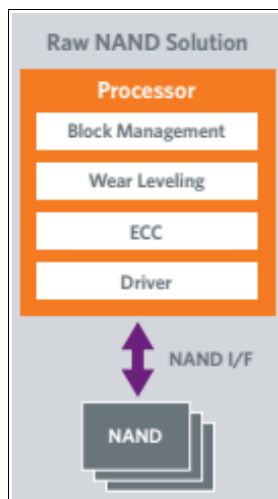 Raw NAND Solution
Processor
Block Management
Wear Leveling
ECC
Driver
NAND I/F
NAND